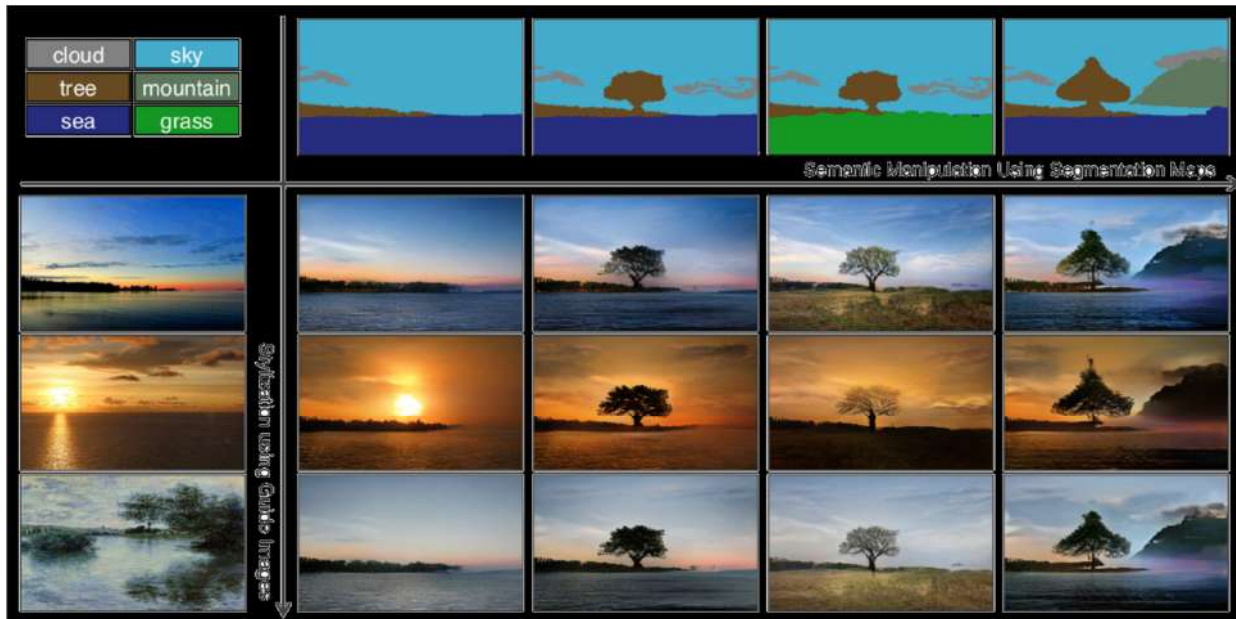 cloud sky
tree mountain
sea grass
Semantic Manipulation Using Segmentation Maps
Stylization using Guide Images